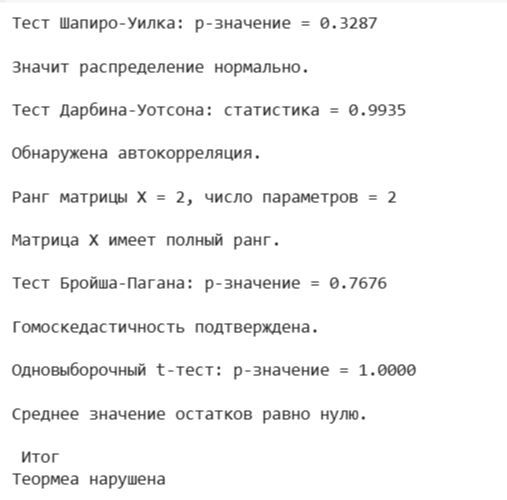 Тест Шапиро-Уилка: p-значение = 0.3287
Значит распределение нормально.
Тест Дарбина-Уотсона: статистика = 0.9935
Обнаружена автокорреляция.
Ранг матрицы X = 2, число параметров = 2
Матрица X имеет полный ранг.
Тест Бройша-Пагана: p-значение = 0.7676
Гомоскедастичность подтверждена.
Одновыборочный t-тест: p-значение = 1.0000
Среднее значение остатков равно нулю.
Итог
Теормеа нарушена